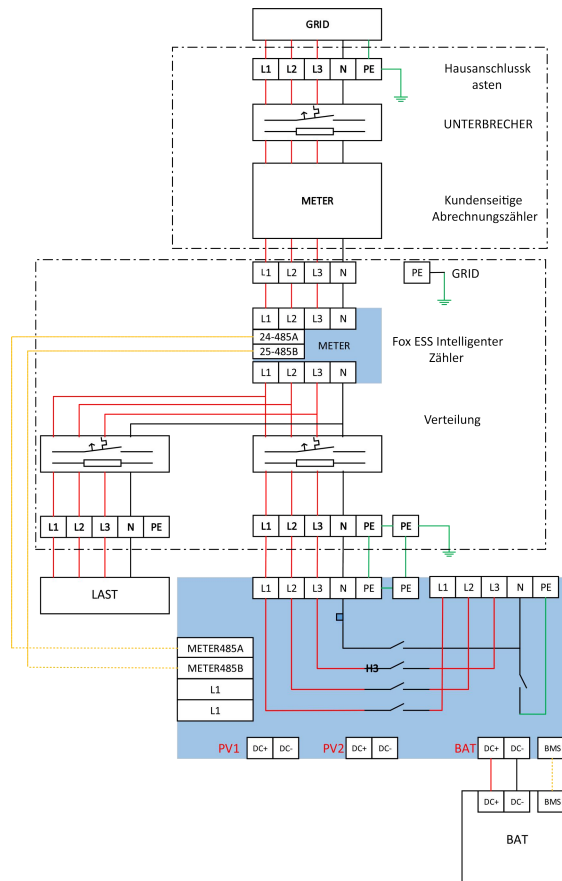 GRID
L1 L2 L3 N PE
Hausanschlussk
asten
UNTERBRECHER
METER
Kundenseitige
Abrechnungszähler
L1 L2 L3 N
PE GRID
L1 L2 L3 N
24-485A
25-485B
METER
Fox ESS Intelligenter
Zähler
L1 L2 L3 N
Verteilung
L1 L2 L3 N PE
L1 L2 L3 N PE PE
LAST
L1 L2 L3 N PE PE
L1 L2 L3 N PE
METER485A
METER485B
L1
L1
H3
PV1 DC+ DC-
PV2 DC+ DC-
BAT DC+ DC- BMS
DC+ DC- BMS
BAT